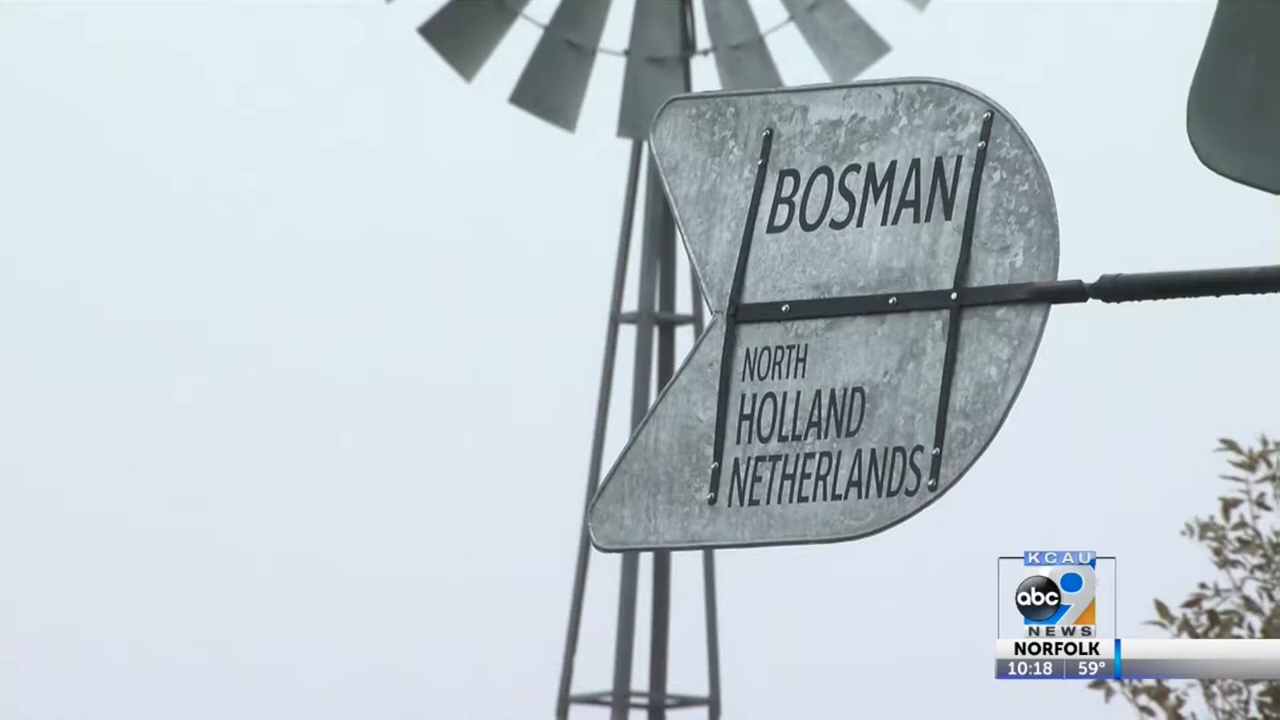 BOSMAN
NORTH
HOLLAND
NETHERLANDS
KCAU
abc 9
NEWS
NORFOLK
10:18 59°